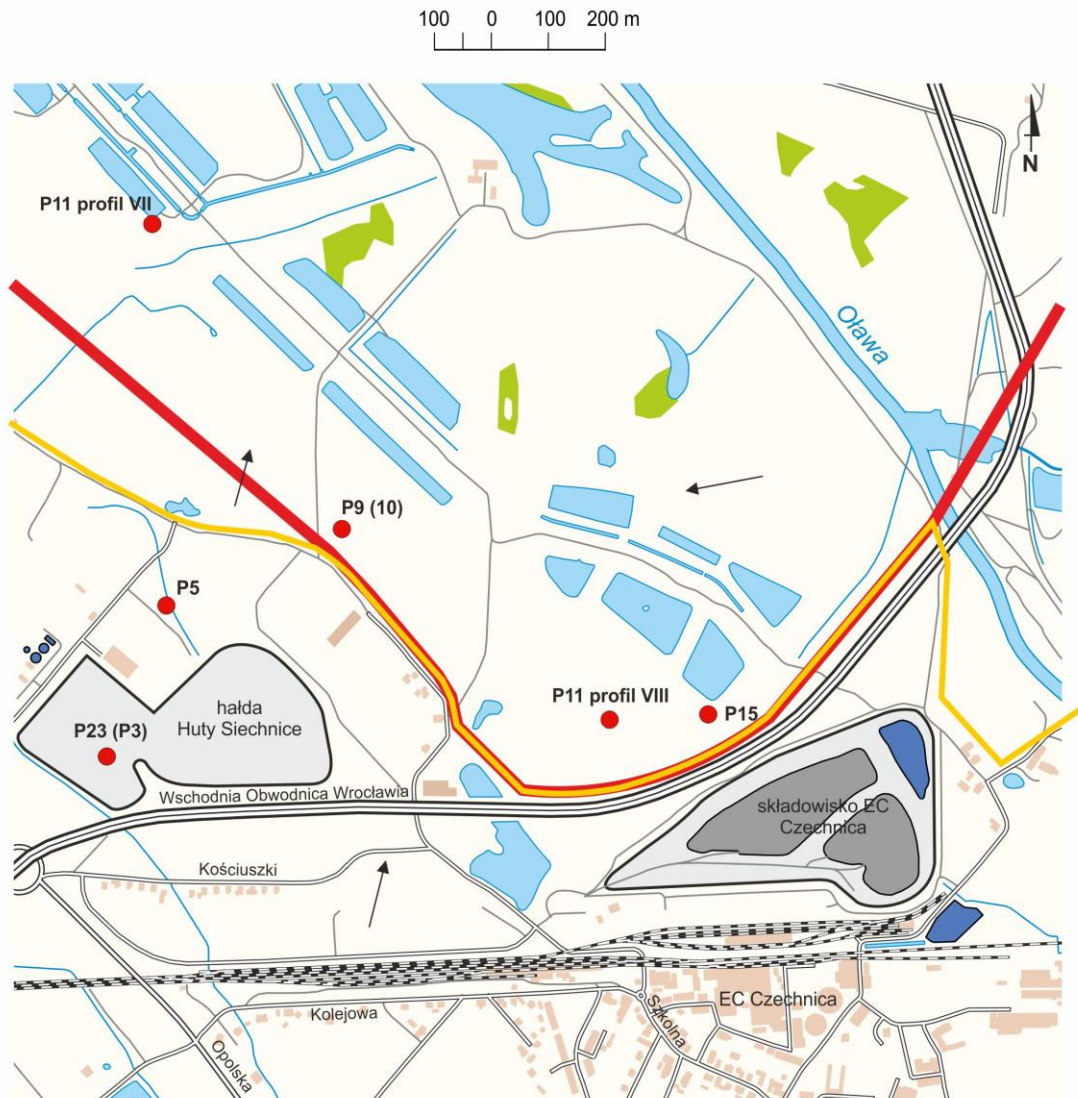 100 0 100 200 m
N
P11 profil VII
Oława
P9 (10)
P5
hałda
Huty Siechnice
P11 profil VIII
P15
P23 (P3)
Wschodnia Obwodnica Wrocławia
składowisko EC
Czechnica
Kościuszki
EC Czechnica
Kolejowa
Szkolna
Opolska